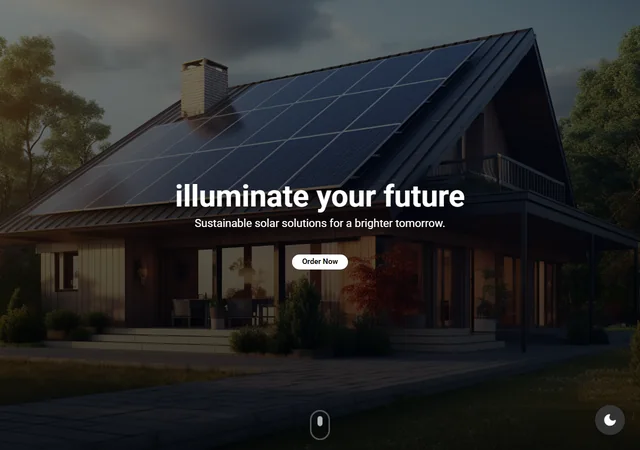 illuminate your future
Sustainable solar solutions for a brighter tomorrow.
Order Now